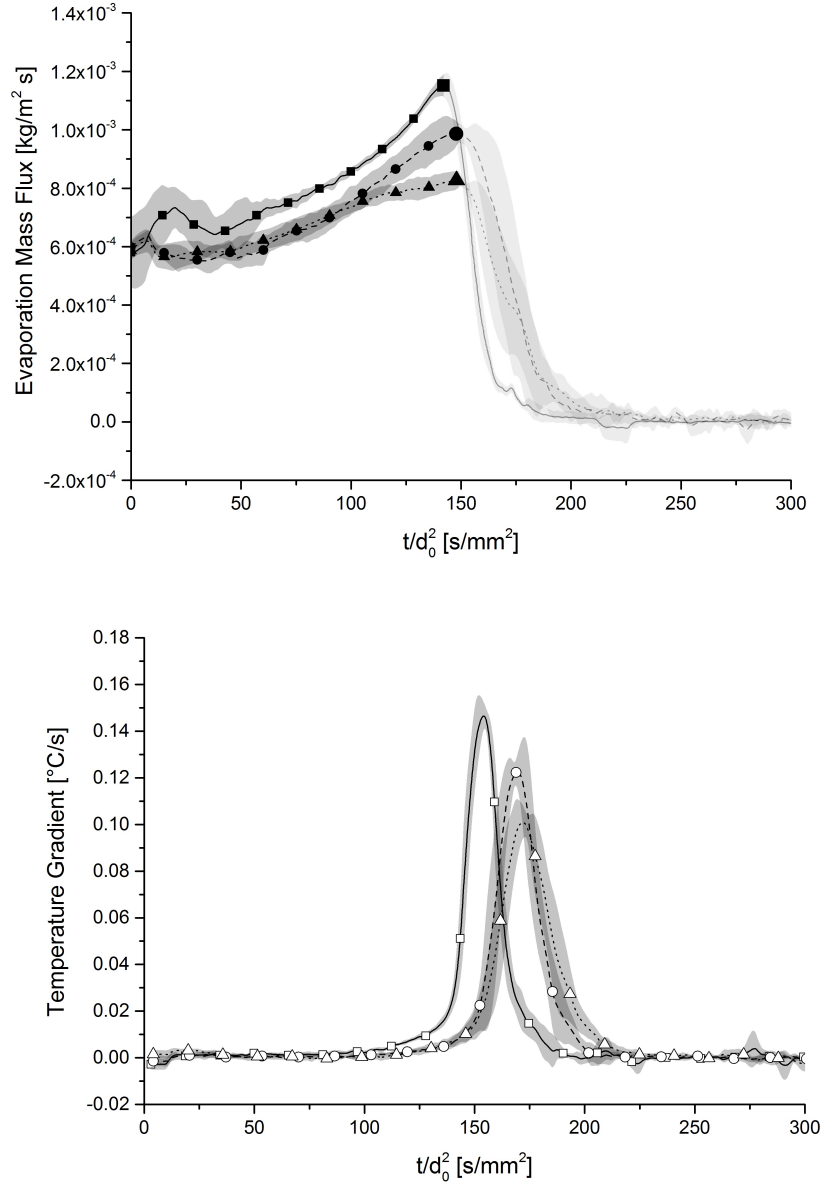 1.4x10⁻³
1.2x10⁻³
1.0x10⁻³
8.0x10⁻⁴
6.0x10⁻⁴
4.0x10⁻⁴
2.0x10⁻⁴
0.0
-2.0x10⁻⁴
Evaporation Mass Flux [kg/m² s]
0 50 100 150 200 250 300
t/d₀² [s/mm²]
0.18
0.16
0.14
0.12
0.10
0.08
0.06
0.04
0.02
0.00
-0.02
Temperature Gradient [°C/s]
0 50 100 150 200 250 300
t/d₀² [s/mm²]